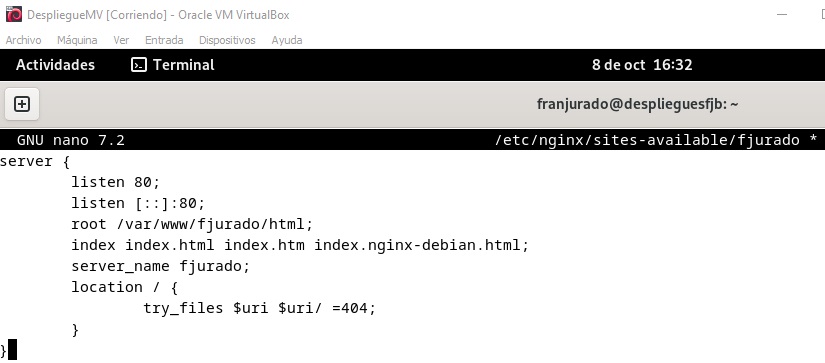 DespliegueMV [Corriendo] - Oracle VM VirtualBox
Archivo Máquina Ver Entrada Dispositivos Ayuda
Actividades Terminal 8 de oct 16:32
franjurado@desplieguesfjb: ~
GNU nano 7.2 /etc/nginx/sites-available/fjurado *
server {
        listen 80;
        listen [::]:80;
        root /var/www/fjurado/html;
        index index.html index.htm index.nginx-debian.html;
        server_name fjurado;
        location / {
                try_files $uri $uri/ =404;
        }
}